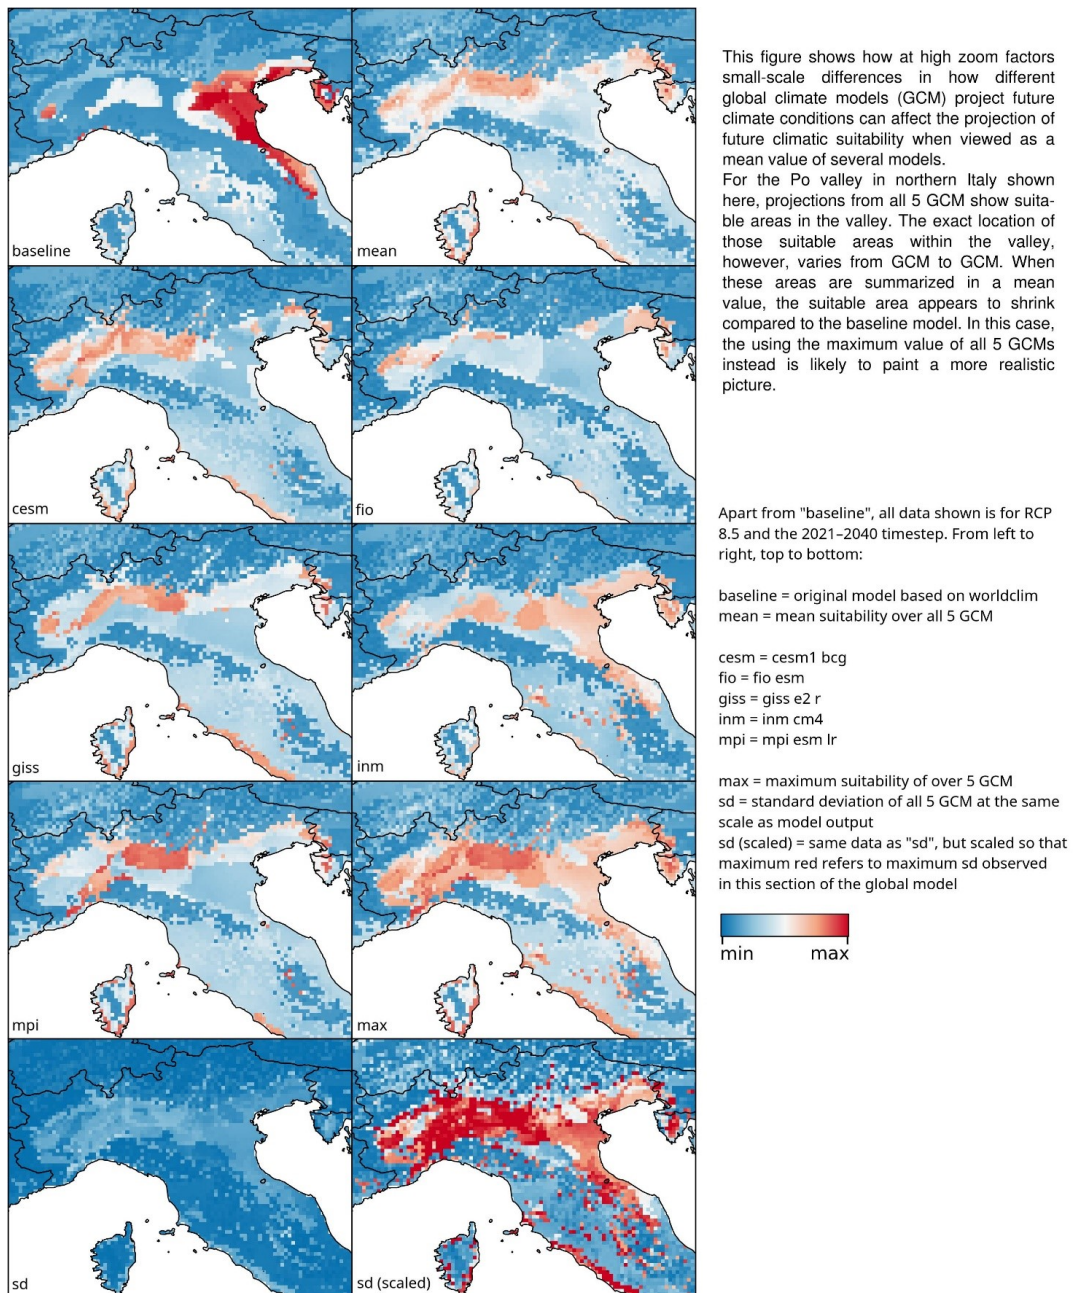 baseline
mean
cesm
fio
giss
inm
mpi
max
sd
sd (scaled)
This figure shows how at high zoom factors
small-scale differences in how different
global climate models (GCM) project future
climate conditions can affect the projection of
future climatic suitability when viewed as a
mean value of several models.
For the Po valley in northern Italy shown
here, projections from all 5 GCM show suita-
ble areas in the valley. The exact location of
those suitable areas within the valley,
however, varies from GCM to GCM. When
these areas are summarized in a mean
value, the suitable area appears to shrink
compared to the baseline model. In this case,
the using the maximum value of all 5 GCMs
instead is likely to paint a more realistic
picture.
Apart from "baseline", all data shown is for RCP
8.5 and the 2021–2040 timestep. From left to
right, top to bottom:
baseline = original model based on worldclim
mean = mean suitability over all 5 GCM
cesm = cesm1 bcg
fio = fio esm
giss = giss e2 r
inm = inm cm4
mpi = mpi esm lr
max = maximum suitability of over 5 GCM
sd = standard deviation of all 5 GCM at the same
scale as model output
sd (scaled) = same data as "sd", but scaled so that
maximum red refers to maximum sd observed
in this section of the global model
min max